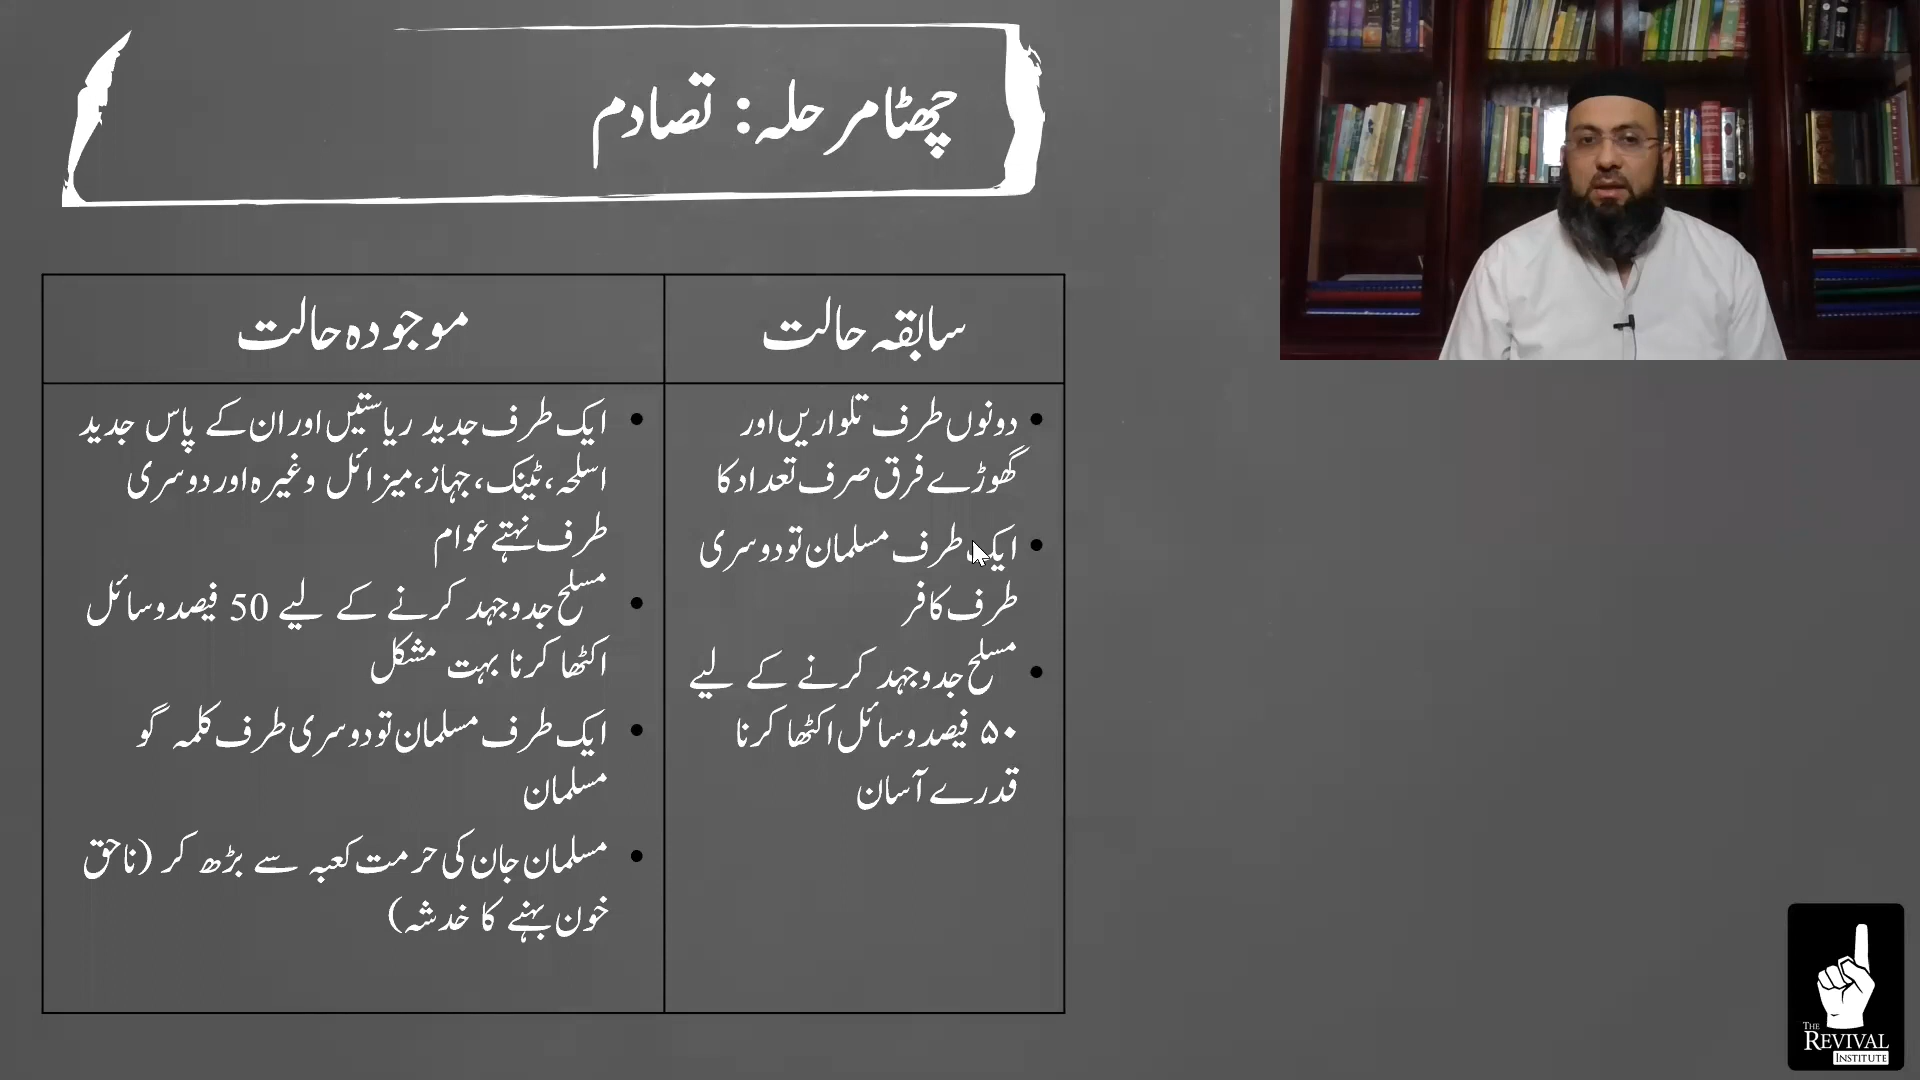 چھٹا مرحلہ: تصادم
سابقہ حالت
دونوں طرف تلواریں اور
گھوڑے فرق صرف تعداد کا
ایک طرف مسلمان تو دوسری
طرف کافر
مسلح جدوجہد کرنے کے لیے
۵۰ فیصد وسائل اکٹھا کرنا
قدرے آسان
موجودہ حالت
ایک طرف جدید ریاستیں اور ان کے پاس جدید
اسلحہ، ٹینک، جہاز، میزائل وغیرہ اور دوسری
طرف نہتے عوام
مسلح جدوجہد کرنے کے لیے 50 فیصد وسائل
اکٹھا کرنا بہت مشکل
ایک طرف مسلمان تو دوسری طرف کلمہ گو
مسلمان
مسلمان جان کی حرمت کعبہ سے بڑھ کر (ناحق
خون بہنے کا خدشہ)
THE
REVIVAL
INSTITUTE